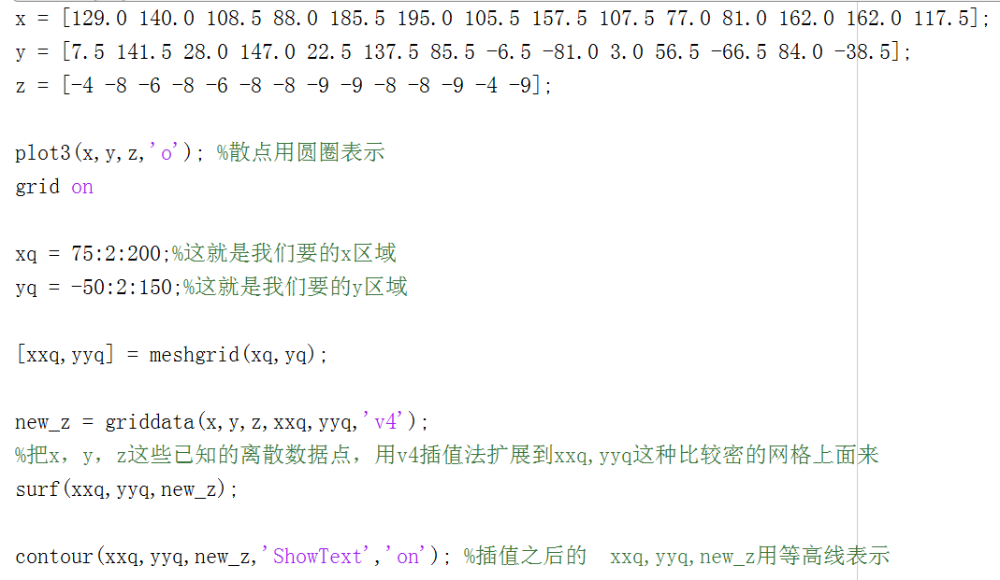 x = [129.0 140.0 108.5 88.0 185.5 195.0 105.5 157.5 107.5 77.0 81.0 162.0 162.0 117.5];
y = [7.5 141.5 28.0 147.0 22.5 137.5 85.5 -6.5 -81.0 3.0 56.5 -66.5 84.0 -38.5];
z = [-4 -8 -6 -8 -6 -8 -8 -9 -9 -8 -8 -9 -4 -9];
plot3(x,y,z,'o'); %散点用圆圈表示
grid on
xq = 75:2:200;%这就是我们要的x区域
yq = -50:2:150;%这就是我们要的y区域
[xxq,yyq] = meshgrid(xq,yq);
new_z = griddata(x,y,z,xxq,yyq,'v4');
%把x，y，z这些已知的离散数据点，用v4插值法扩展到xxq,yyq这种比较密的网格上面来
surf(xxq,yyq,new_z);
contour(xxq,yyq,new_z,'ShowText','on'); %插值之后的  xxq,yyq,new_z用等高线表示